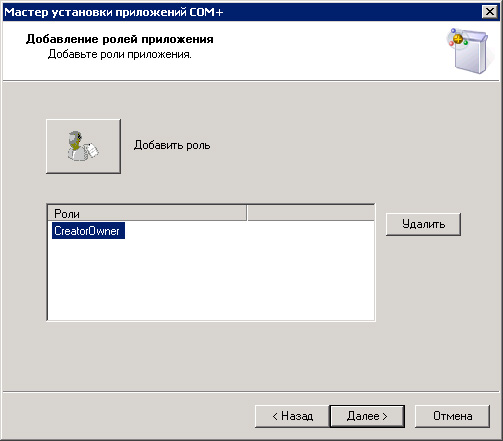 Мастер установки приложений COM+
Добавление ролей приложения
Добавьте роли приложения.
Добавить роль
Роли
CreatorOwner
Удалить
< Назад
Далее >
Отмена